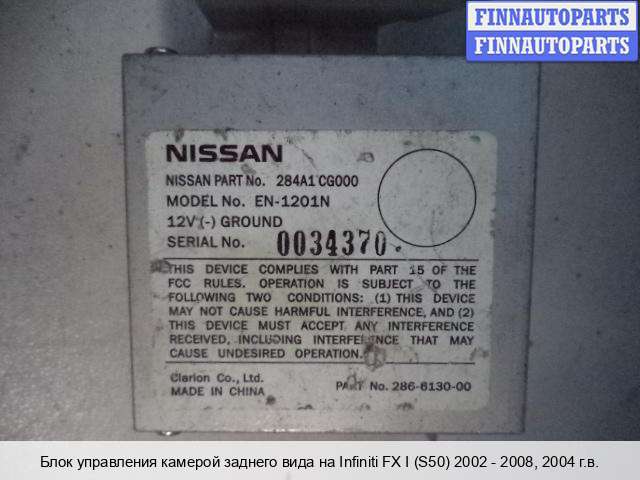 FINNAUTOPARTS
FINNAUTOPARTS
NISSAN
NISSAN PART No. 284A1 CG000
MODEL No. EN-1201N
12V (-) GROUND
SERIAL No. 0034370
THIS DEVICE COMPLIES WITH PART 15 OF THE
FCC RULES. OPERATION IS SUBJECT TO THE
FOLLOWING TWO CONDITIONS: (1) THIS DEVICE
MAY NOT CAUSE HARMFUL INTERFERENCE, AND (2)
THIS DEVICE MUST ACCEPT ANY INTERFERENCE
RECEIVED, INCLUDING INTERFERENCE THAT MAY
CAUSE UNDESIRED OPERATION.
Clarion Co., Ltd.
MADE IN CHINA
PART No. 286-6130-00
Блок управления камерой заднего вида на Infiniti FX I (S50) 2002 - 2008, 2004 г.в.